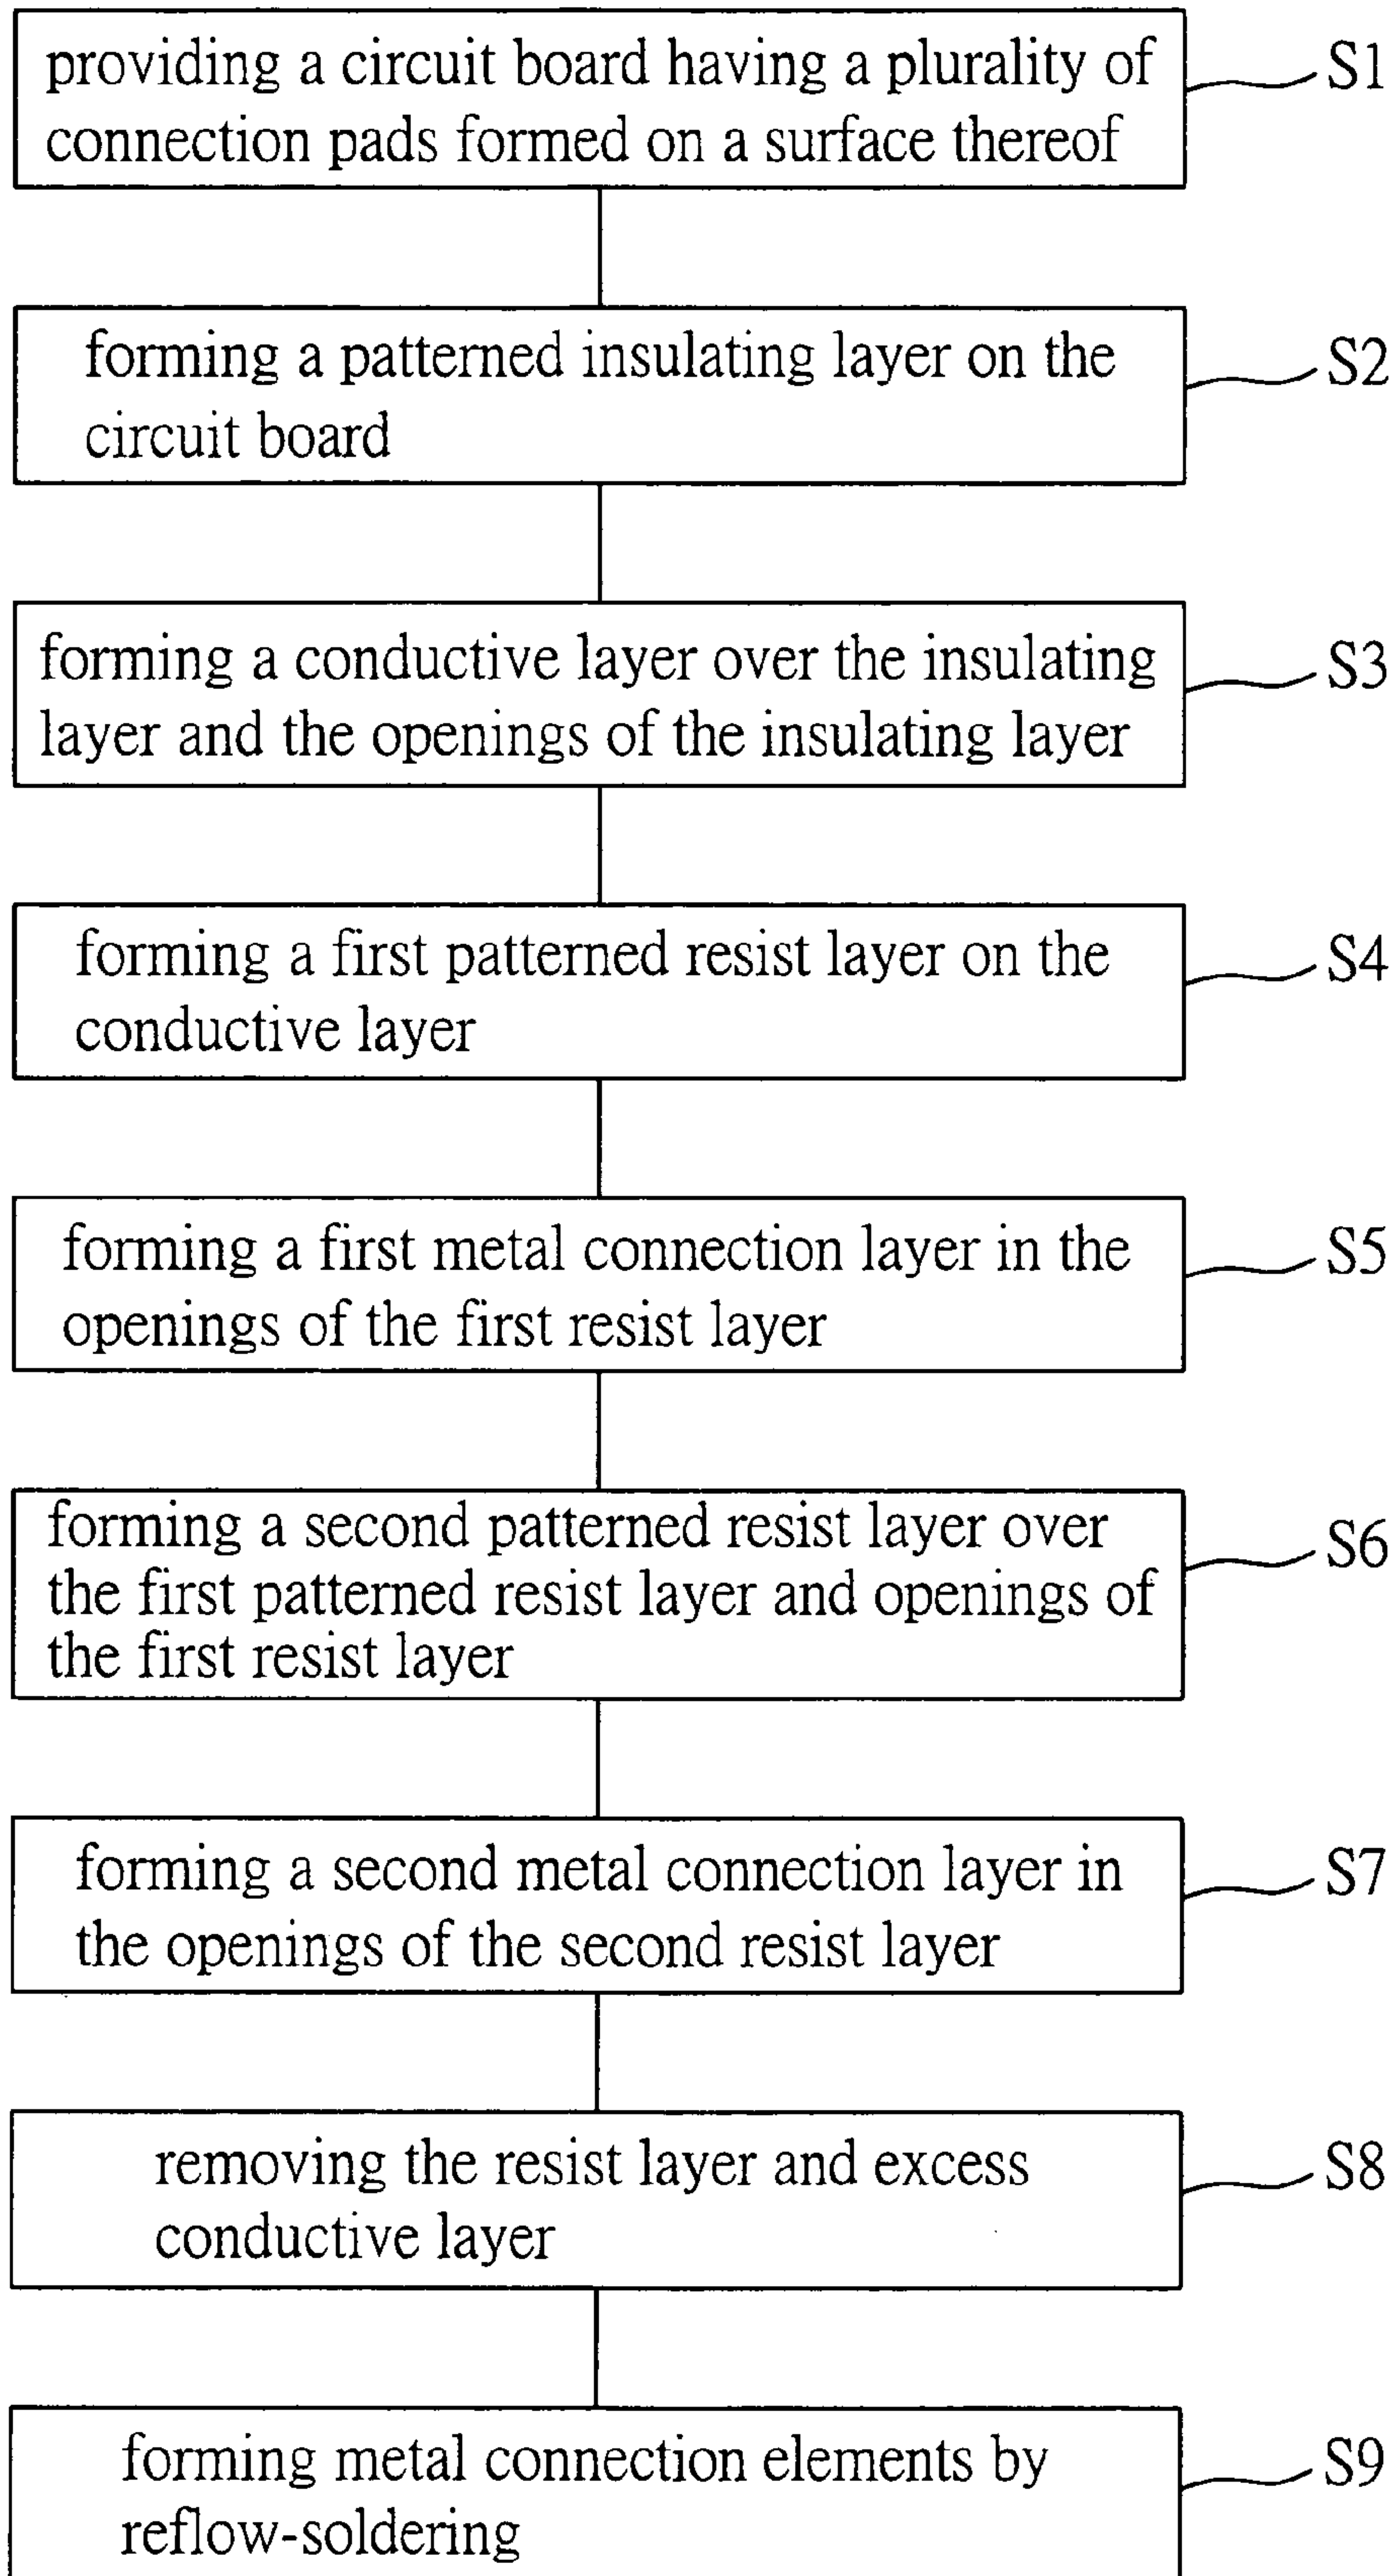 providing a circuit board having a plurality of
connection pads formed on a surface thereof
S1
forming a patterned insulating layer on the
circuit board
S2
forming a conductive layer over the insulating
layer and the openings of the insulating layer
S3
forming a first patterned resist layer on the
conductive layer
S4
forming a first metal connection layer in the
openings of the first resist layer
S5
forming a second patterned resist layer over
the first patterned resist layer and openings of
the first resist layer
S6
forming a second metal connection layer in
the openings of the second resist layer
S7
removing the resist layer and excess
conductive layer
S8
forming metal connection elements by
reflow-soldering
S9